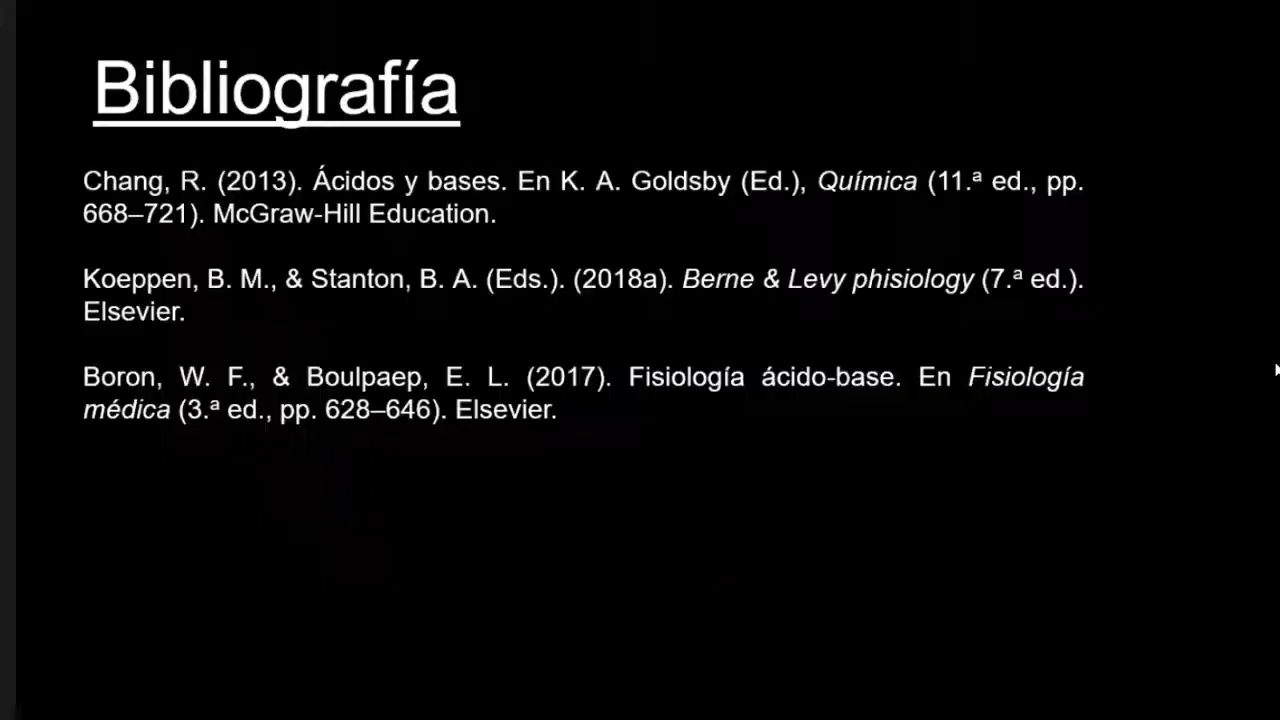 Bibliografía
Chang, R. (2013). Ácidos y bases. En K. A. Goldsby (Ed.), Química (11.ª ed., pp.
668–721). McGraw-Hill Education.
Koeppen, B. M., & Stanton, B. A. (Eds.). (2018a). Berne & Levy phisiology (7.ª ed.).
Elsevier.
Boron, W. F., & Boulpaep, E. L. (2017). Fisiología ácido-base. En Fisiología
médica (3.ª ed., pp. 628–646). Elsevier.